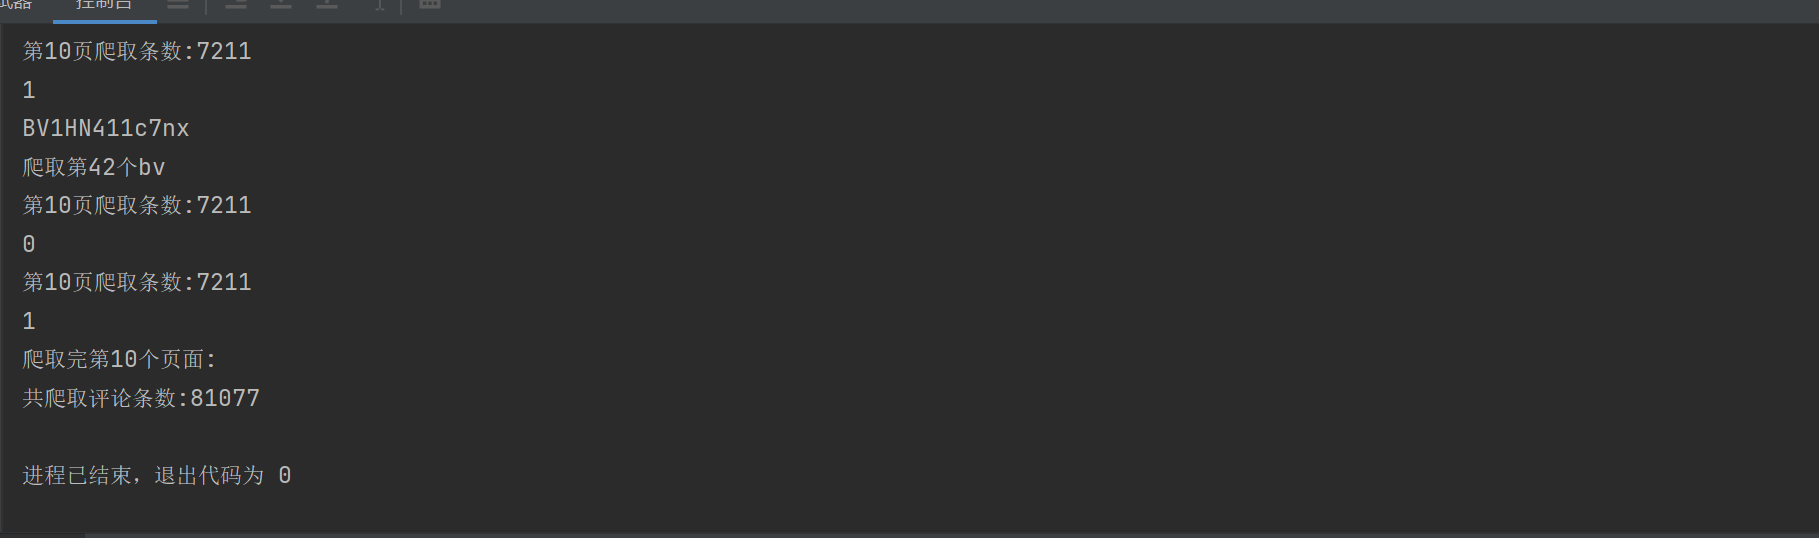 控制台
第10页爬取条数:7211
1
BV1HN411c7nx
爬取第42个bv
第10页爬取条数:7211
0
第10页爬取条数:7211
1
爬取完第10个页面:
共爬取评论条数:81077
进程已结束，退出代码为 0